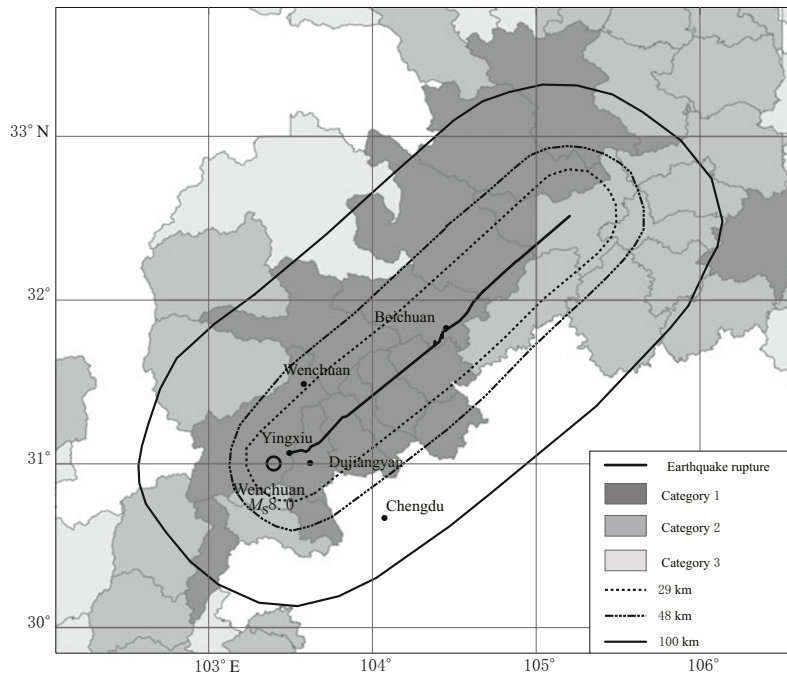 33° N
32°
31°
30°
103° E
104°
105°
106°
Beichuan
Wenchuan
Yingxiu
Dujiangyan
Wenchuan
Ms8.0
Chengdu
Earthquake rupture
Category 1
Category 2
Category 3
29 km
48 km
100 km